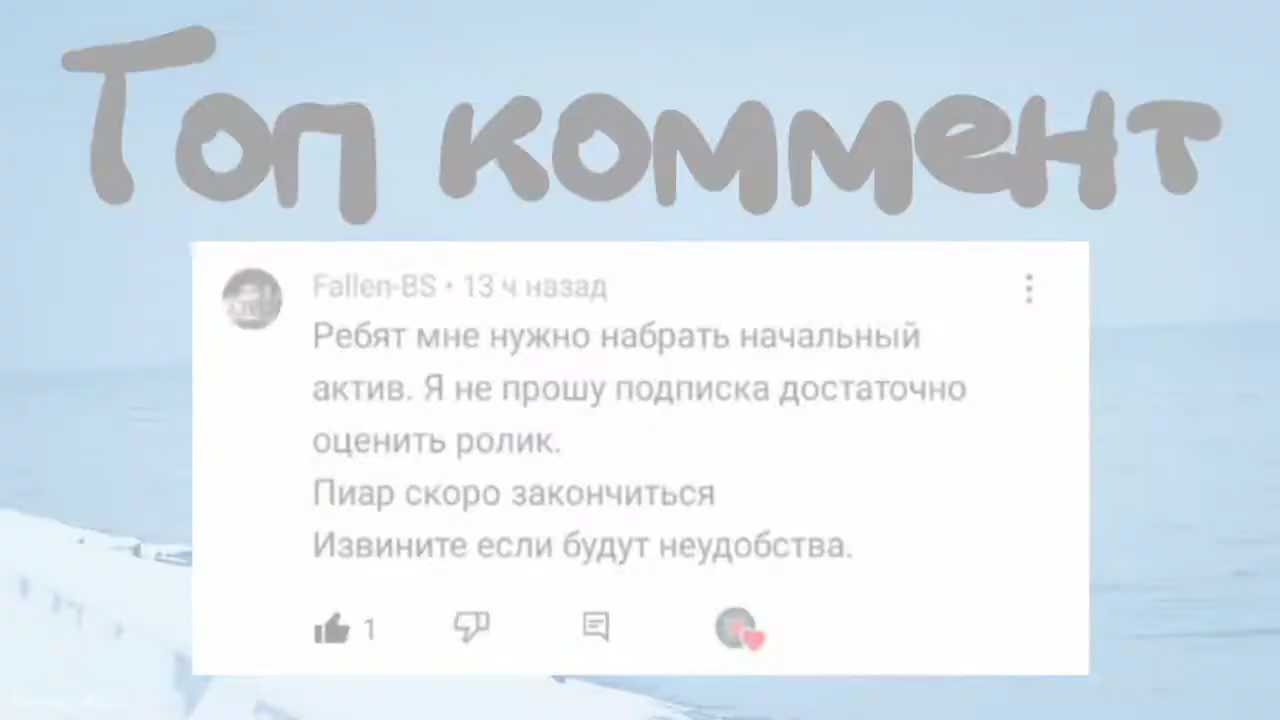 Топ коммент
Fallen-BS • 13 ч назад
Ребят мне нужно набрать начальный
актив. Я не прошу подписка достаточно
оценить ролик.
Пиар скоро закончиться
Извините если будут неудобства.
1